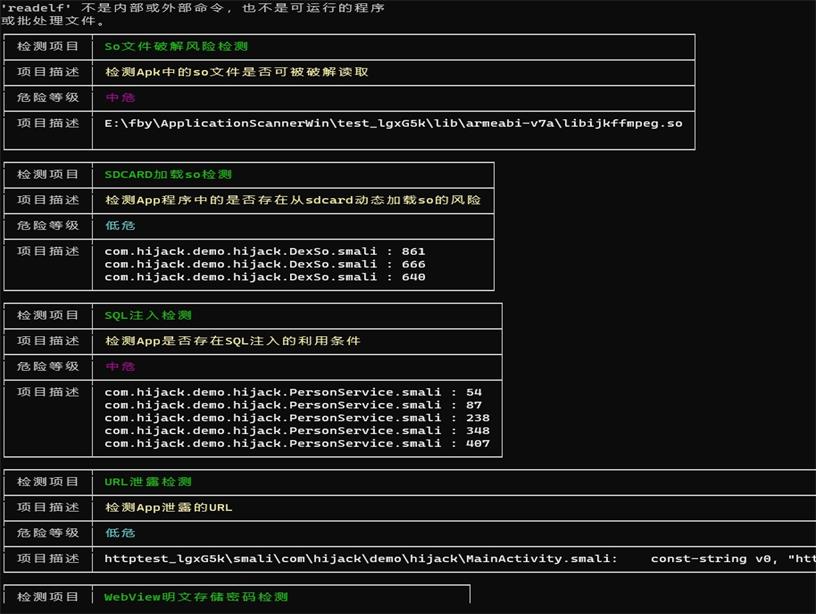 'readelf' 不是内部或外部命令，也不是可运行的程序
或批处理文件。
检测项目 So文件破解风险检测
项目描述 检测Apk中的so文件是否可被破解读取
危险等级 中危
项目描述 E:\fby\ApplicationScannerWin\test_lgxG5k\lib\armeabi-v7a\libijkffmpeg.so
检测项目 SDCARD加载so检测
项目描述 检测App程序中的是否存在从sdcard动态加载so的风险
危险等级 低危
项目描述 com.hijack.demo.hijack.DexSo.smali : 861
com.hijack.demo.hijack.DexSo.smali : 666
com.hijack.demo.hijack.DexSo.smali : 640
检测项目 SQL注入检测
项目描述 检测App是否存在SQL注入的利用条件
危险等级 中危
项目描述 com.hijack.demo.hijack.PersonService.smali : 54
com.hijack.demo.hijack.PersonService.smali : 87
com.hijack.demo.hijack.PersonService.smali : 238
com.hijack.demo.hijack.PersonService.smali : 348
com.hijack.demo.hijack.PersonService.smali : 407
检测项目 URL泄露检测
项目描述 检测App泄露的URL
危险等级 低危
项目描述 httptest_lgxG5k\smali\com\hijack\demo\hijack\MainActivity.smali: const-string v0, "htt
检测项目 WebView明文存储密码检测